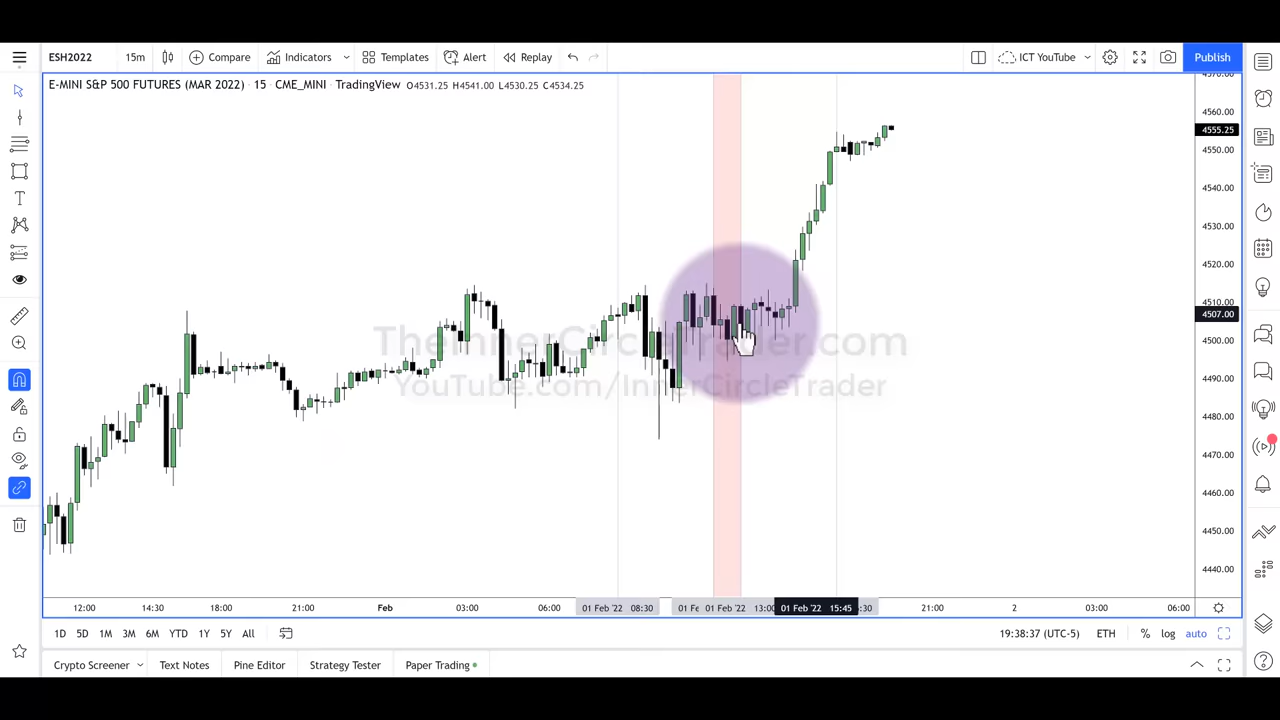 ESH2022 15m Compare Indicators Templates Alert Replay ICT YouTube Publish
E-MINI S&P 500 FUTURES (MAR 2022) · 15 · CME_MINI · TradingView O4531.25 H4541.00 L4530.25 C4534.25
4570.00
4560.00
4555.25
4550.00
4540.00
4530.00
4520.00
4510.00
4507.00
4500.00
4490.00
4480.00
4470.00
4460.00
4450.00
4440.00
TheInnerCircleTrader.com
YouTube.com/InnerCircleTrader
12:00 14:30 18:00 21:00 Feb 03:00 06:00 01 Feb '22 08:30 01 Fe 01 Feb '22 13:00 01 Feb '22 15:45 :30 21:00 2 03:00 06:00
1D 5D 1M 3M 6M YTD 1Y 5Y All 19:38:37 (UTC-5) ETH % log auto
Crypto Screener Text Notes Pine Editor Strategy Tester Paper Trading